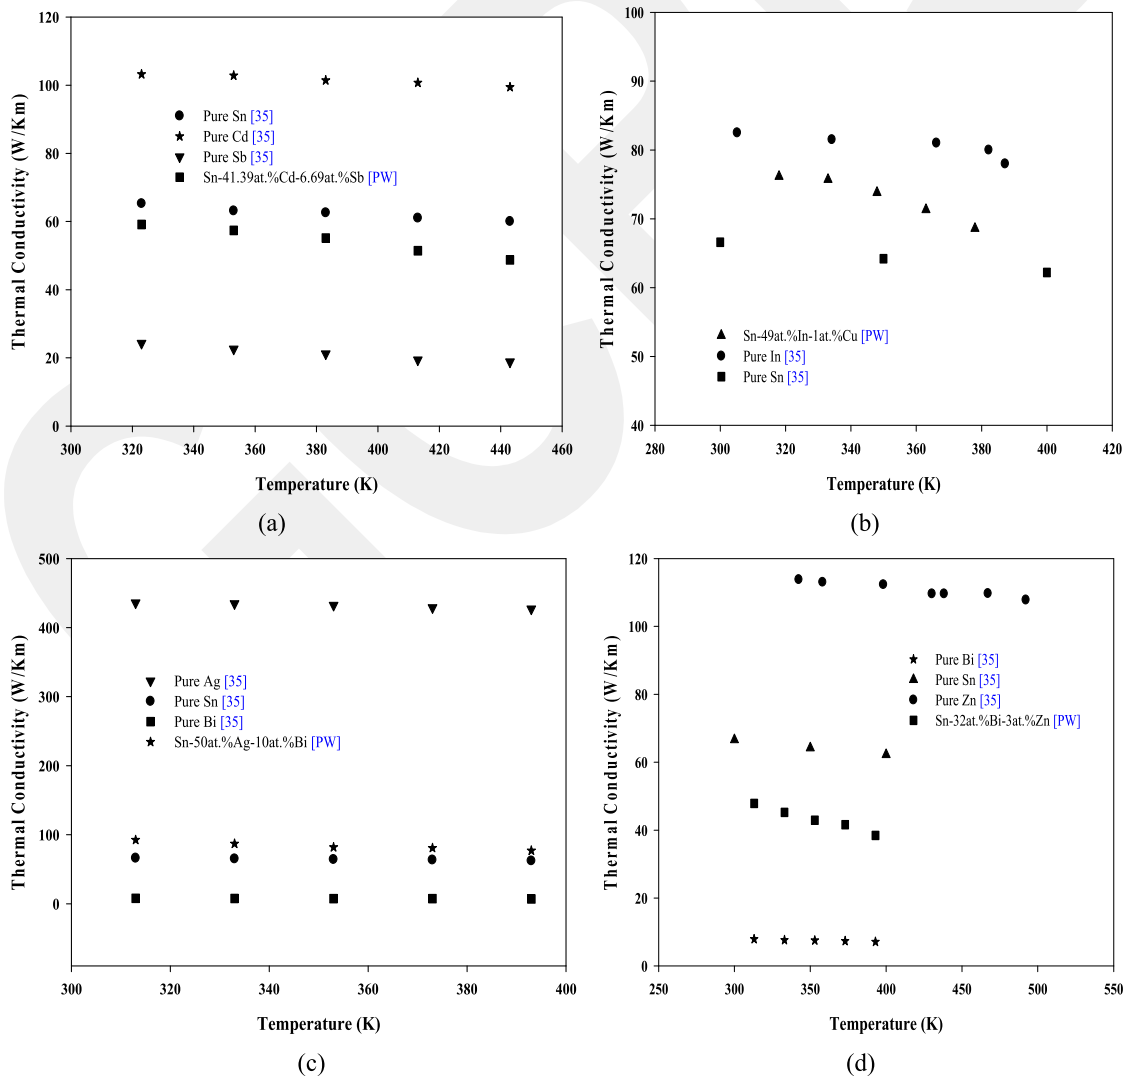 120
100
80
60
40
20
0
300
320
340
360
380
400
420
440
460
Thermal Conductivity (W/Km)
Temperature (K)
Pure Sn [35]
Pure Cd [35]
Pure Sb [35]
Sn-41.39at.%Cd-6.69at.%Sb [PW]
(a)
100
90
80
70
60
50
40
280
300
320
340
360
380
400
420
Thermal Conductivity (W/Km)
Temperature (K)
Sn-49at.%In-1at.%Cu [PW]
Pure In [35]
Pure Sn [35]
(b)
500
400
300
200
100
0
300
320
340
360
380
400
Thermal Conductivity (W/Km)
Temperature (K)
Pure Ag [35]
Pure Sn [35]
Pure Bi [35]
Sn-50at.%Ag-10at.%Bi [PW]
(c)
120
100
80
60
40
20
0
250
300
350
400
450
500
550
Thermal Conductivity (W/Km)
Temperature (K)
Pure Bi [35]
Pure Sn [35]
Pure Zn [35]
Sn-32at.%Bi-3at.%Zn [PW]
(d)